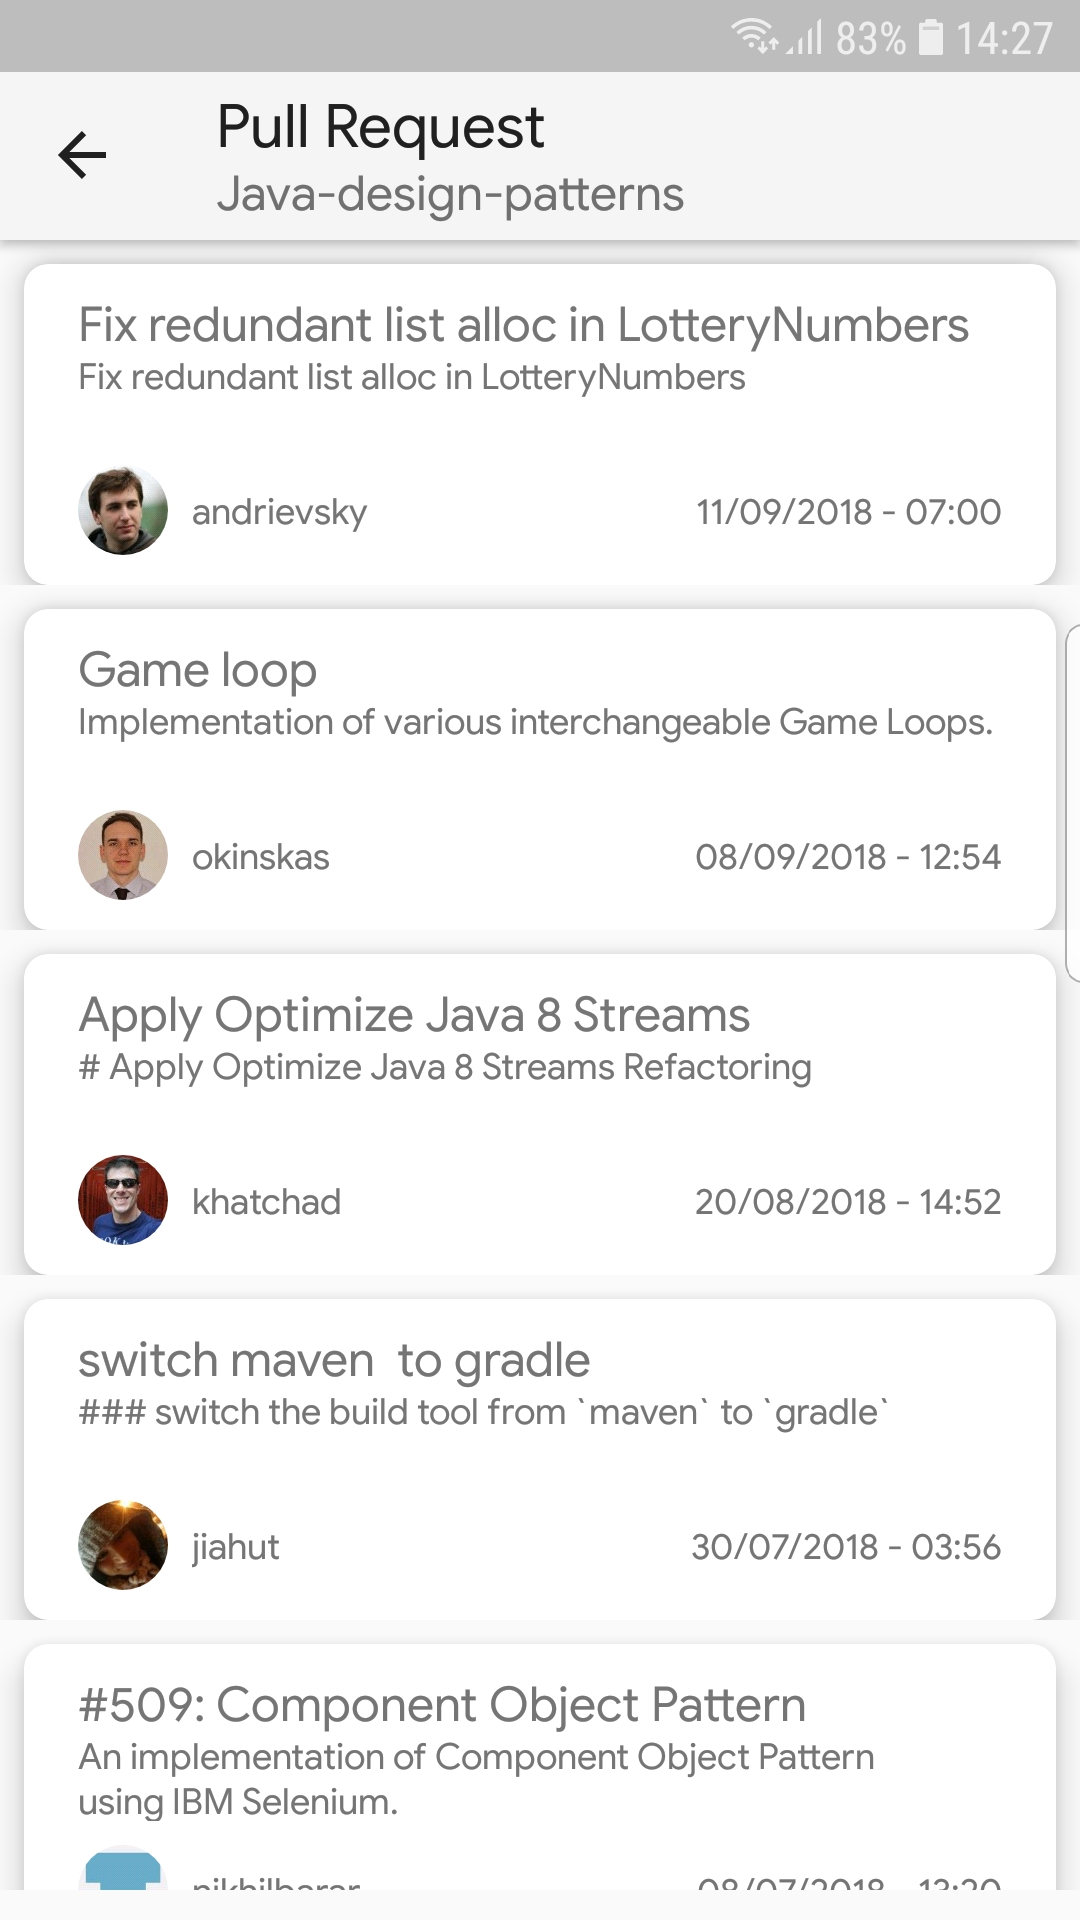 83% 14:27
Pull Request
Java-design-patterns
Fix redundant list alloc in LotteryNumbers
Fix redundant list alloc in LotteryNumbers
andrievsky 11/09/2018 - 07:00
Game loop
Implementation of various interchangeable Game Loops.
okinskas 08/09/2018 - 12:54
Apply Optimize Java 8 Streams
# Apply Optimize Java 8 Streams Refactoring
khatchad 20/08/2018 - 14:52
switch maven  to gradle
### switch the build tool from `maven` to `gradle`
jiahut 30/07/2018 - 03:56
#509: Component Object Pattern
An implementation of Component Object Pattern
using IBM Selenium.